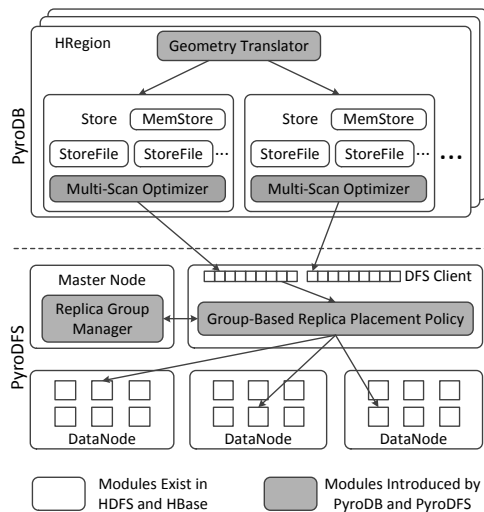 HRegion
Geometry Translator
Store
MemStore
StoreFile
StoreFile
...
Multi-Scan Optimizer
Store
MemStore
StoreFile
StoreFile
...
Multi-Scan Optimizer
...
PyroDB
Master Node
Replica Group
Manager
DFS Client
Group-Based Replica Placement Policy
PyroDFS
DataNode
DataNode
DataNode
Modules Exist in
HDFS and HBase
Modules Introduced by
PyroDB and PyroDFS